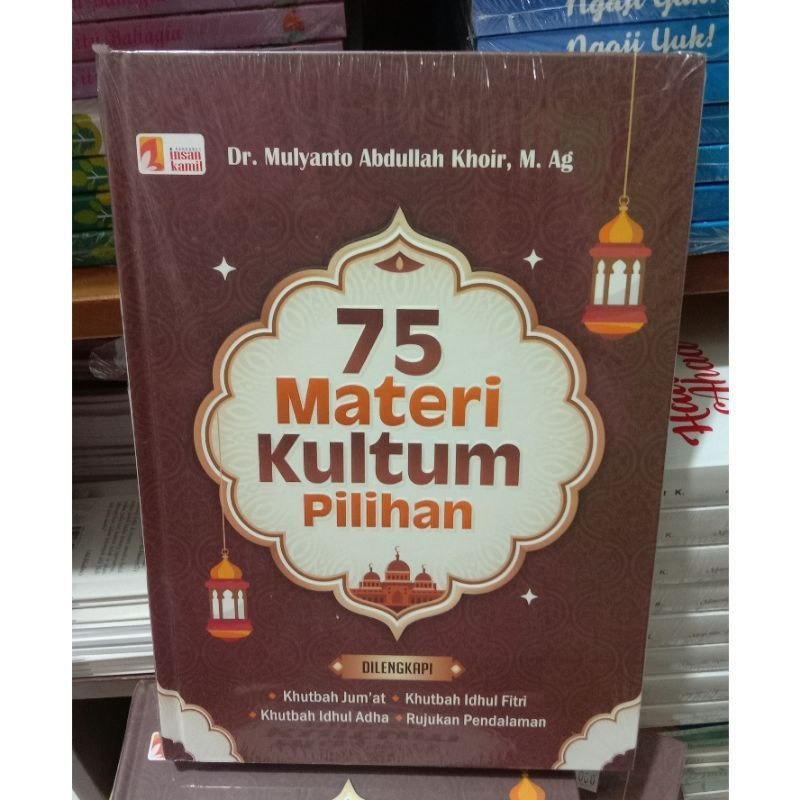 Ngaji Yuk!
Ngaji Yuk!
insan
kamil
Dr. Mulyanto Abdullah Khoir, M. Ag
75
Materi
Kultum
Pilihan
DILENGKAPI
Khutbah Jum'at
Khutbah Idhul Fitri
Khutbah Idhul Adha
Rujukan Pendalaman